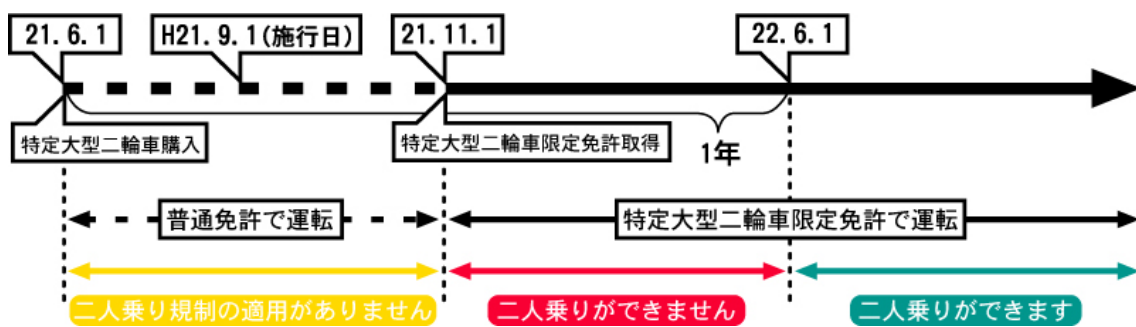 21.6.1
H21.9.1(施行日)
21.11.1
22.6.1
特定大型二輪車購入
特定大型二輪車限定免許取得
1年
普通免許で運転
特定大型二輪車限定免許で運転
二人乗り規制の適用がありません
二人乗りができません
二人乗りができます